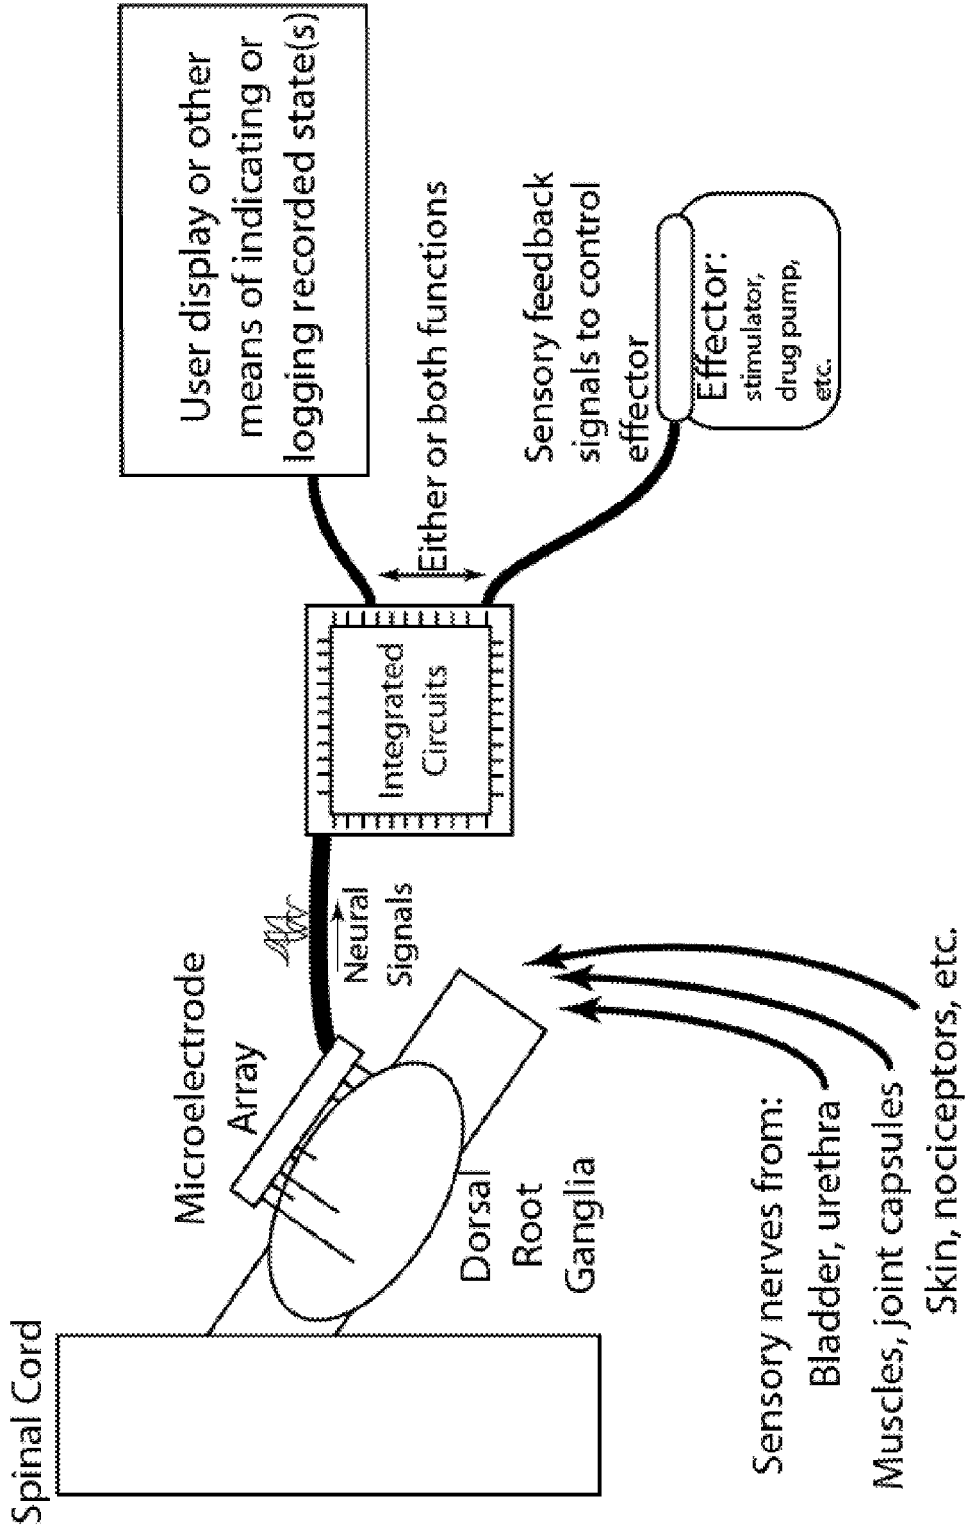 Spinal Cord
Microelectrode
Array
Dorsal
Root
Ganglia
Sensory nerves from:
Bladder, urethra
Muscles, joint capsules
Skin, nociceptors, etc.
Neural
Signals
Integrated
Circuits
Either or both functions
User display or other
means of indicating or
logging recorded state(s)
Sensory feedback
signals to control
effector
Effector:
stimulator,
drug pump,
etc.